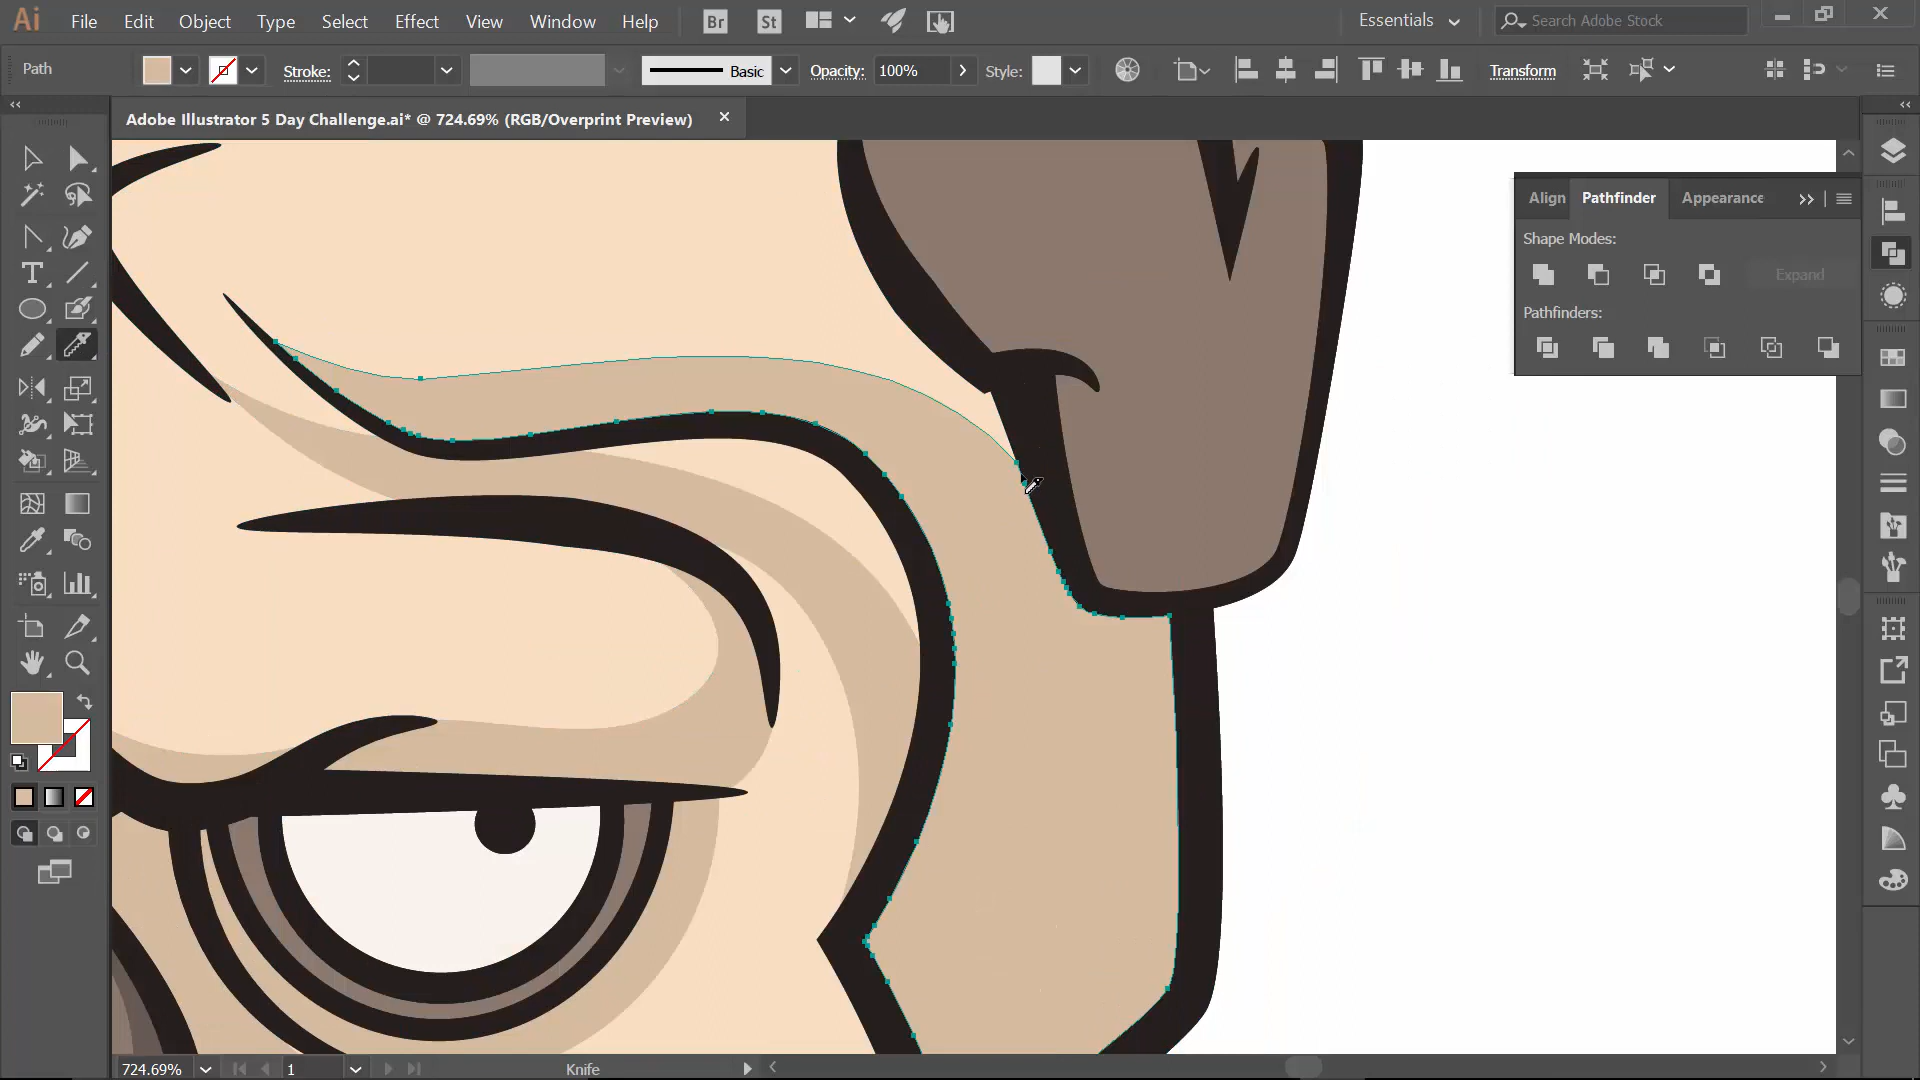 Ai File Edit Object Type Select Effect View Window Help Br St Essentials Search Adobe Stock
Path Stroke: Basic Opacity: 100% Style: Transform
Adobe Illustrator 5 Day Challenge.ai* @ 724.69% (RGB/Overprint Preview)
Align Pathfinder Appearance
Shape Modes:
Expand
Pathfinders:
724.69% 1 Knife